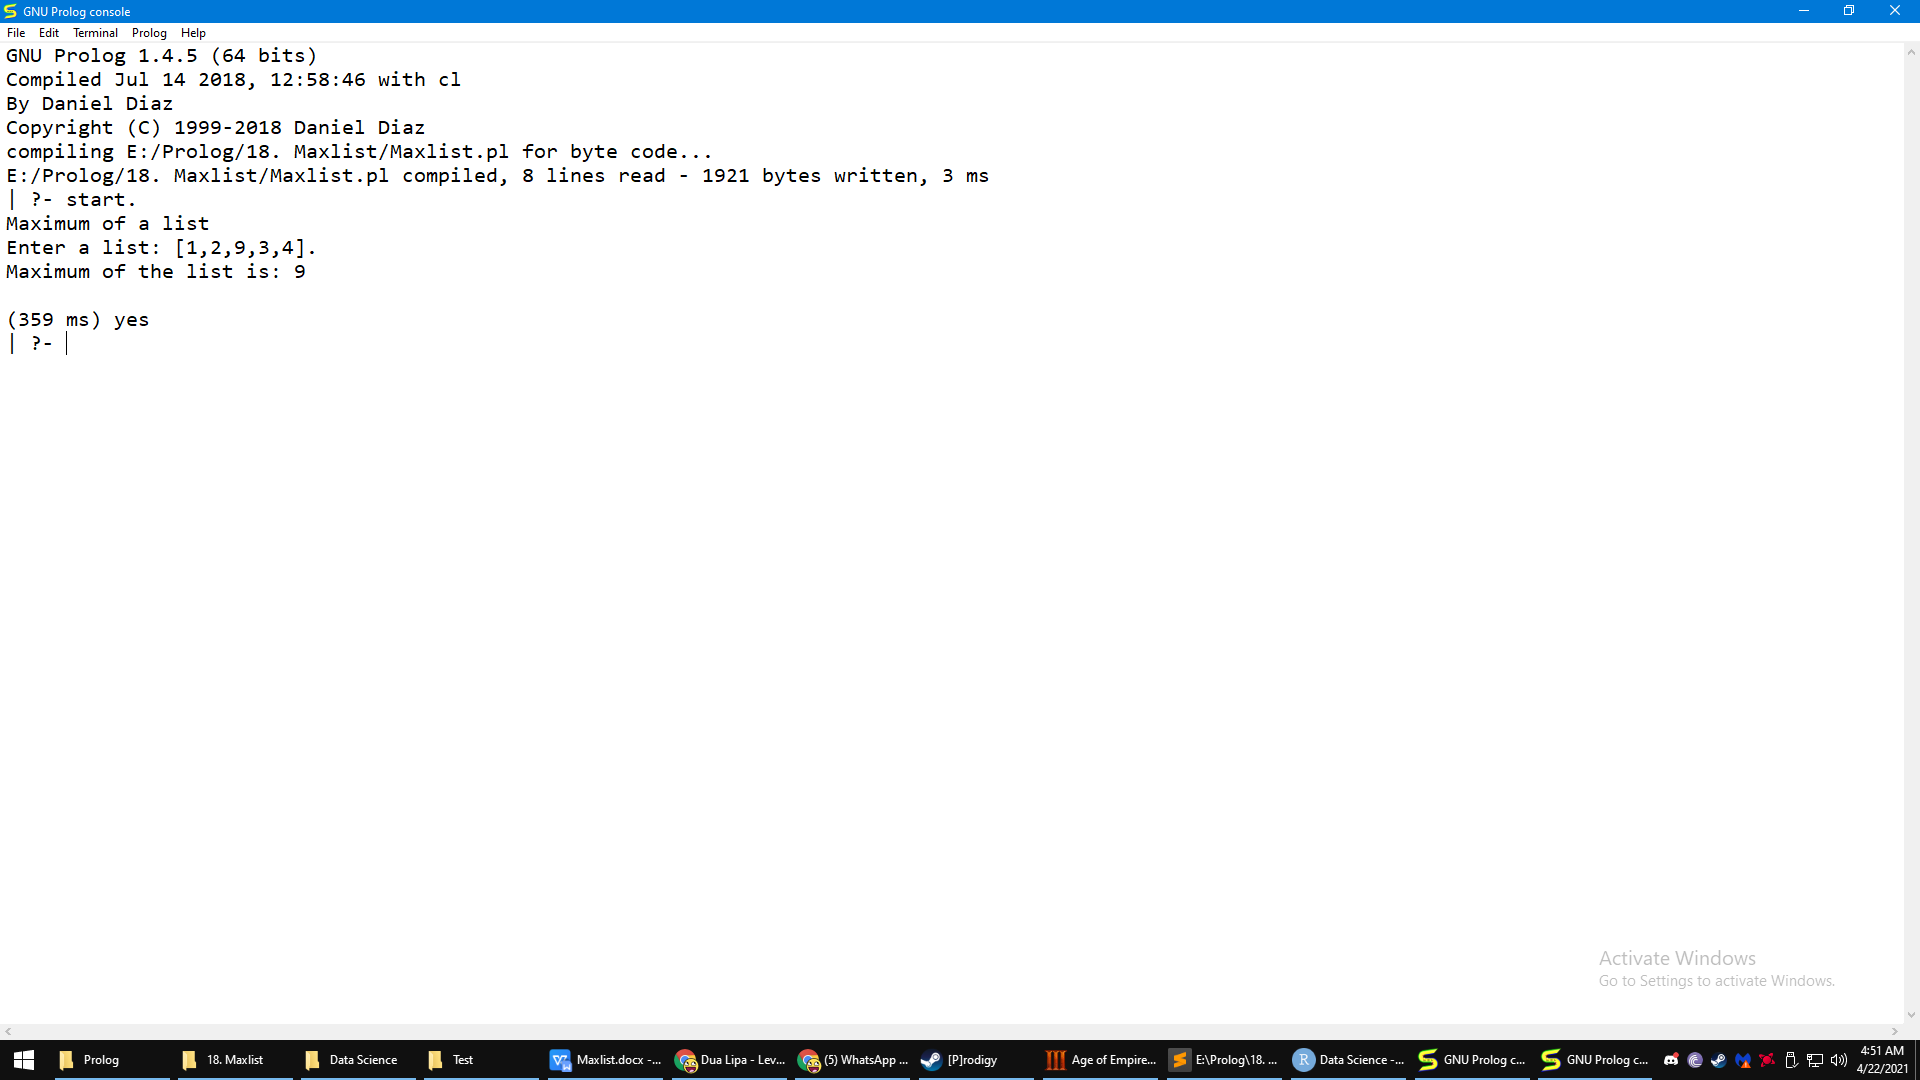 GNU Prolog console
File Edit Terminal Prolog Help
GNU Prolog 1.4.5 (64 bits)
Compiled Jul 14 2018, 12:58:46 with cl
By Daniel Diaz
Copyright (C) 1999-2018 Daniel Diaz
compiling E:/Prolog/18. Maxlist/Maxlist.pl for byte code...
E:/Prolog/18. Maxlist/Maxlist.pl compiled, 8 lines read - 1921 bytes written, 3 ms
| ?- start.
Maximum of a list
Enter a list: [1,2,9,3,4].
Maximum of the list is: 9
(359 ms) yes
| ?-
Activate Windows
Go to Settings to activate Windows.
Prolog 18. Maxlist Data Science Test Maxlist.docx -... Dua Lipa - Lev... (5) WhatsApp ... [P]rodigy Age of Empire... E:\Prolog\18. ... Data Science -... GNU Prolog c... GNU Prolog c... 4:51 AM
4/22/2021